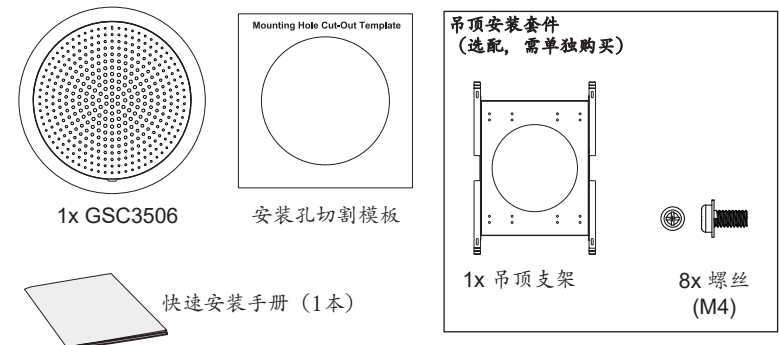 Mounting Hole Cut-Out Template
1x GSC3506
安装孔切割模板
快速安装手册（1本）
吊顶安装套件
（选配，需单独购买）
1x 吊顶支架
8x 螺丝
(M4)